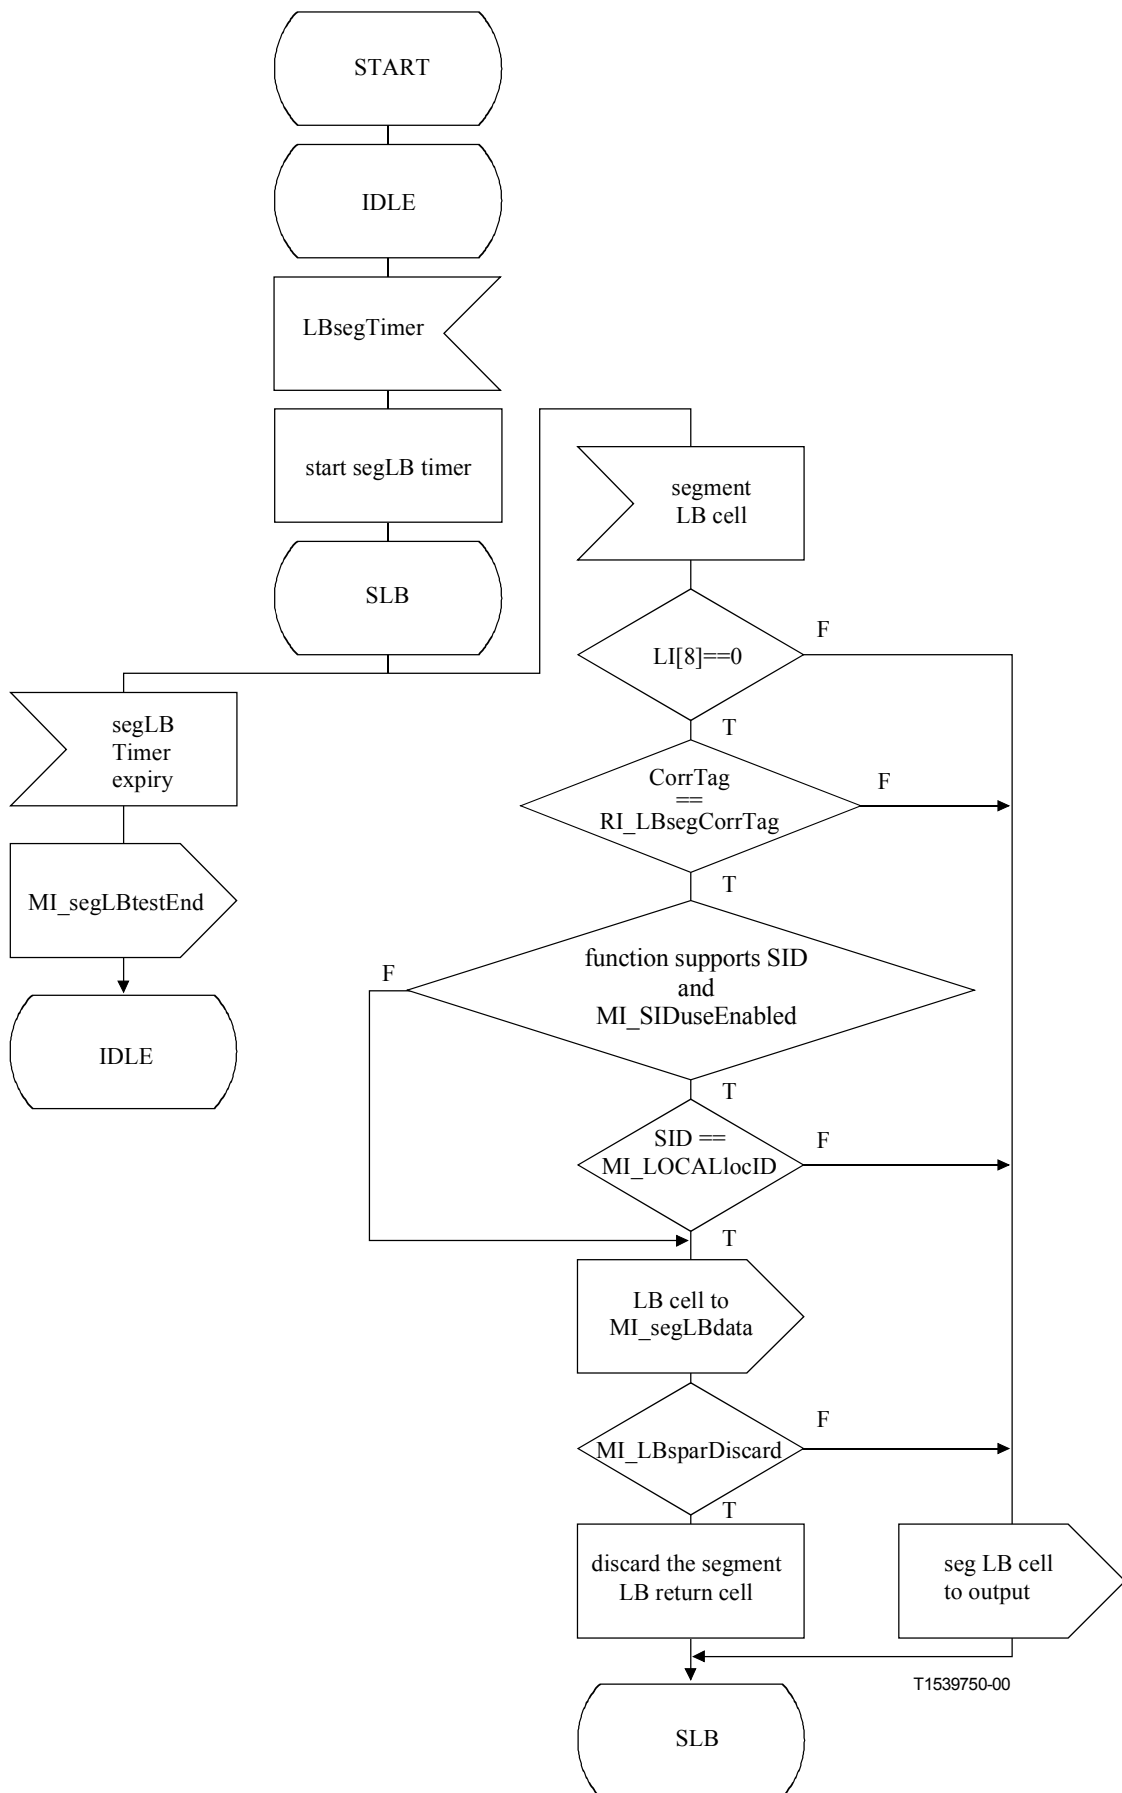 START
IDLE
LBsegTimer
start segLB timer
SLB
segment
LB cell
LI[8]==0
F
T
segLB
Timer
expiry
CorrTag
==
RI_LBsegCorrTag
F
T
MI_segLBtestEnd
IDLE
function supports SID
and
MI_SIDuseEnabled
F
T
SID ==
MI_LOCALlocID
F
T
LB cell to
MI_segLBdata
MI_LBsparDiscard
F
T
discard the segment
LB return cell
seg LB cell
to output
T1539750-00
SLB